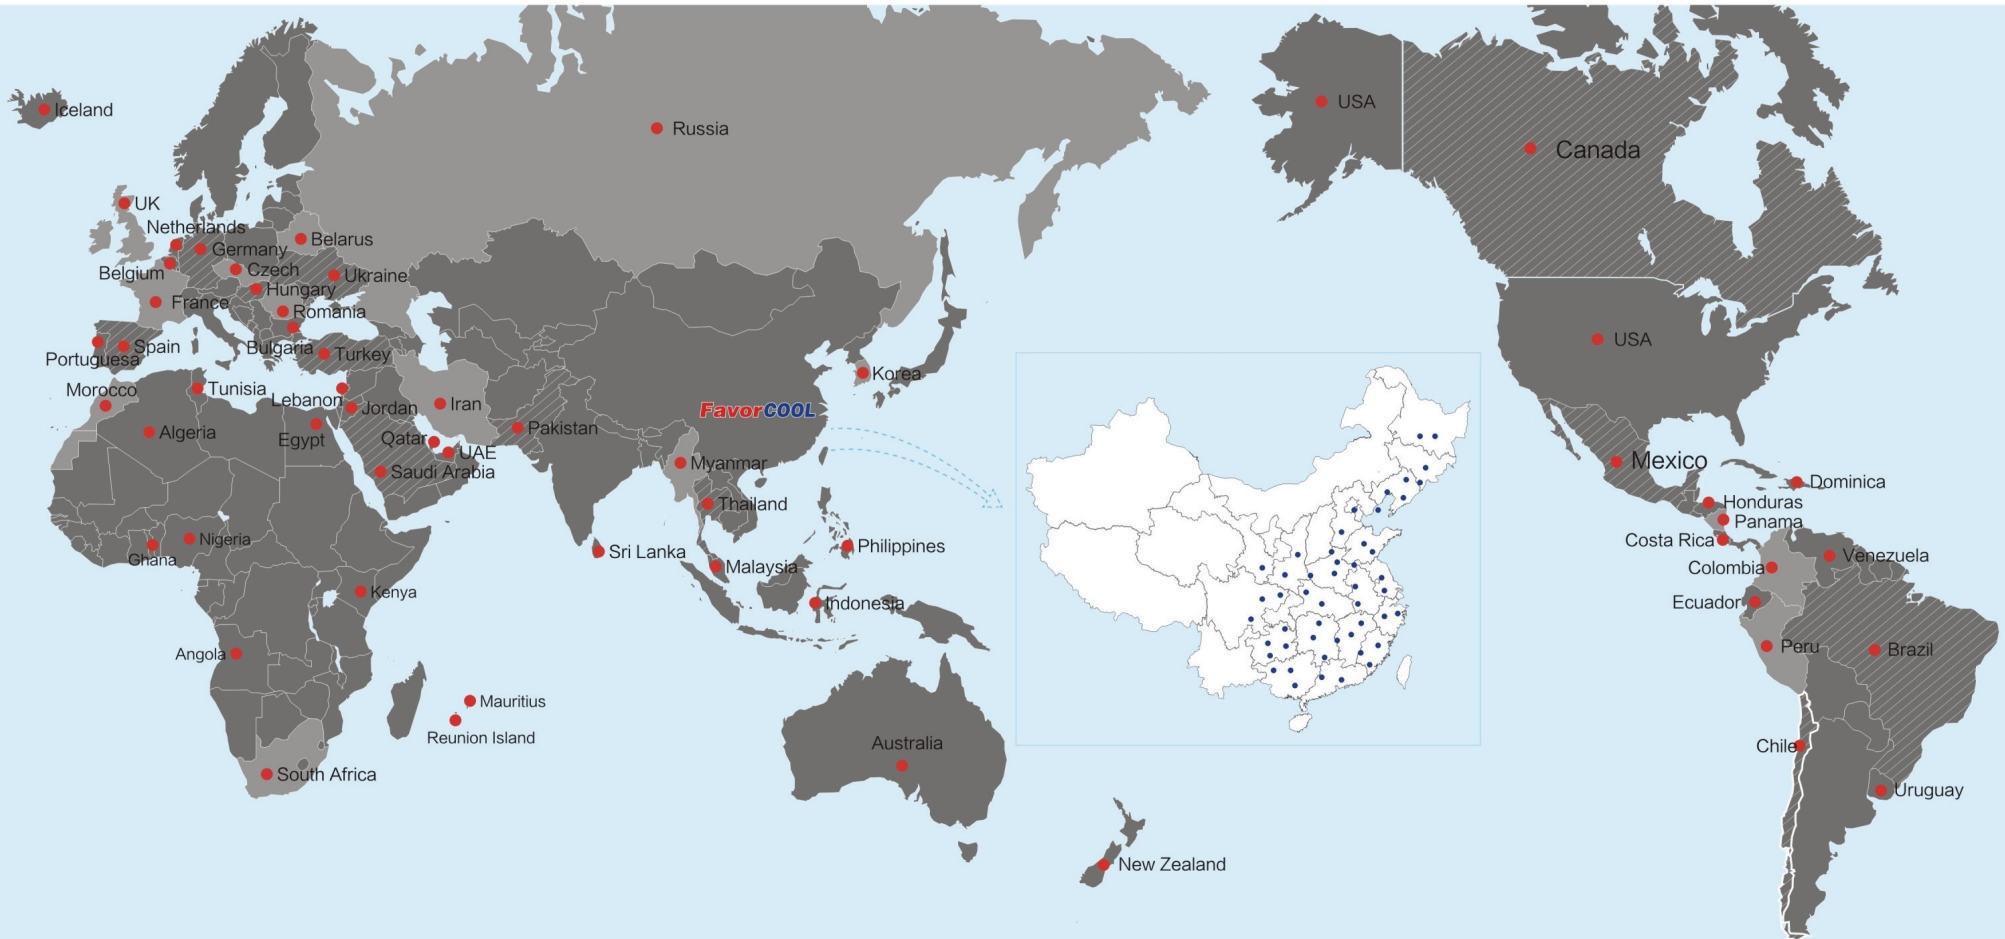 Iceland
USA
Russia
Canada
UK
Netherlands
Belarus
Germany
Belgium
Czech
Ukraine
Hungary
France
Romania
USA
Portuguesa
Spain
Bulgaria
Turkey
Korea
Morocco
Tunisia
Lebanon
Jordan
Iran
FavorCOOL
Algeria
Egypt
Qatar
Pakistan
UAE
Saudi Arabia
Myanmar
Mexico
Dominica
Thailand
Honduras
Panama
Nigeria
Ghana
Costa Rica
Sri Lanka
Philippines
Venezuela
Malaysia
Colombia
Kenya
Indonesia
Ecuador
Angola
Peru
Brazil
Mauritius
Reunion Island
Australia
Chile
South Africa
Uruguay
New Zealand